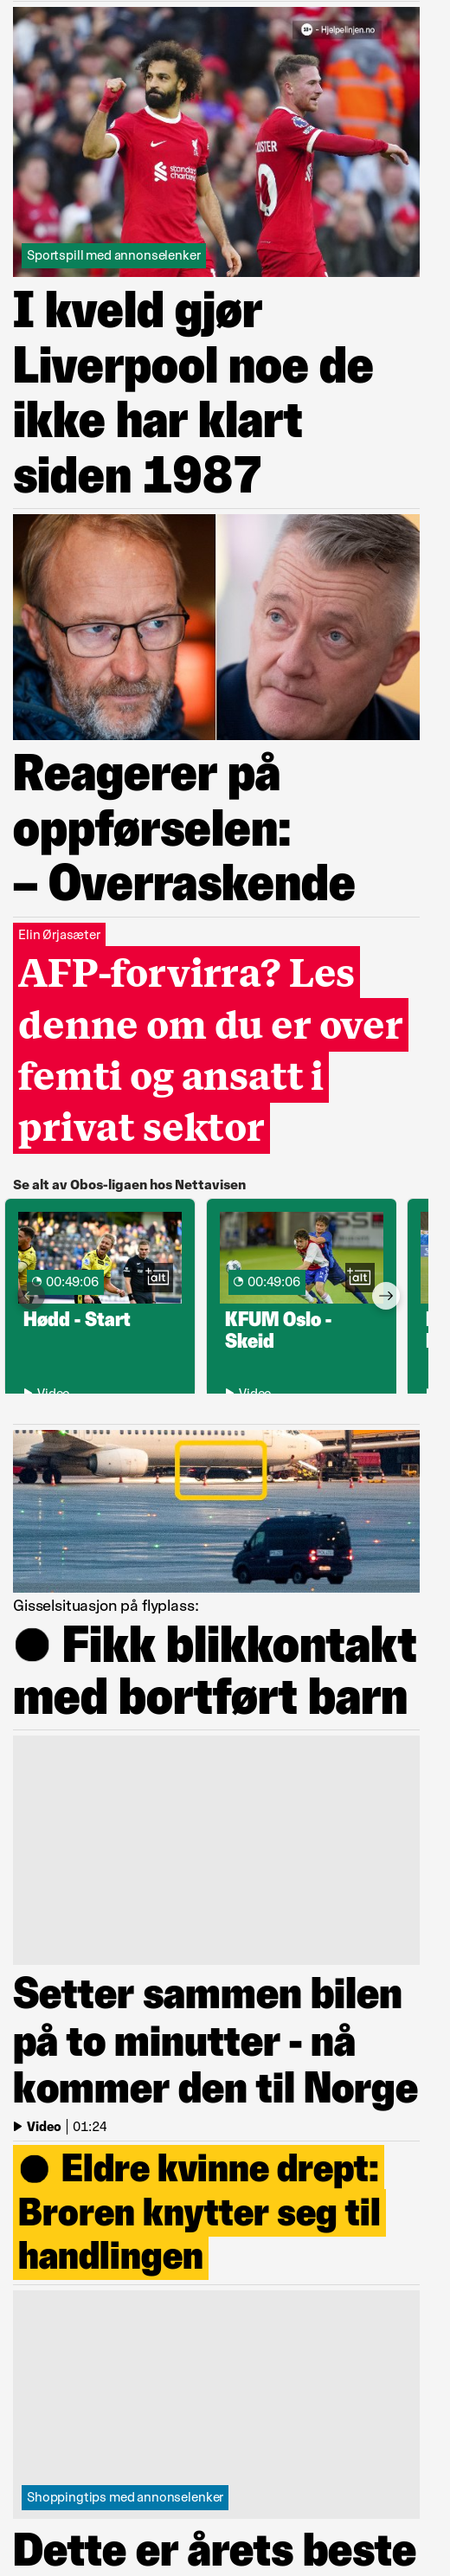 18+ - Hjelpelinjen.no
Sportspill med annonselenker
I kveld gjør
Liverpool noe de
ikke har klart
siden 1987
Reagerer på
oppførselen:
– Overraskende
Elin Ørjasæter
AFP-forvirra? Les
denne om du er over
femti og ansatt i
privat sektor
Se alt av Obos-ligaen hos Nettavisen
00:49:06
+alt
00:49:06
+alt
Hødd - Start
KFUM Oslo -
Skeid
Video
Video
Gisselsituasjon på flyplass:
● Fikk blikkontakt
med bortført barn
Setter sammen bilen
på to minutter - nå
kommer den til Norge
Video | 01:24
● Eldre kvinne drept:
Broren knytter seg til
handlingen
Shoppingtips med annonselenker
Dette er årets beste